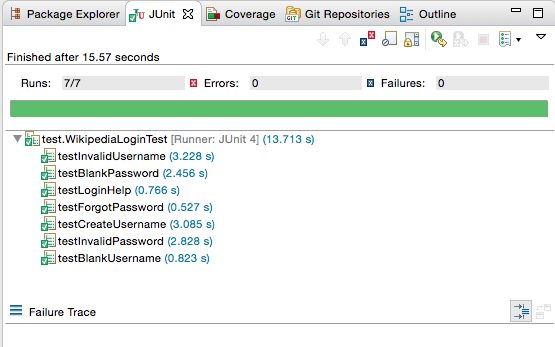 Package Explorer JUnit Coverage Git Repositories Outline
Finished after 15.57 seconds
Runs: 7/7 Errors: 0 Failures: 0
test.WikipediaLoginTest [Runner: JUnit 4] (13.713 s)
testInvalidUsername (3.228 s)
testBlankPassword (2.456 s)
testLoginHelp (0.766 s)
testForgotPassword (0.527 s)
testCreateUsername (3.085 s)
testInvalidPassword (2.828 s)
testBlankUsername (0.823 s)
Failure Trace